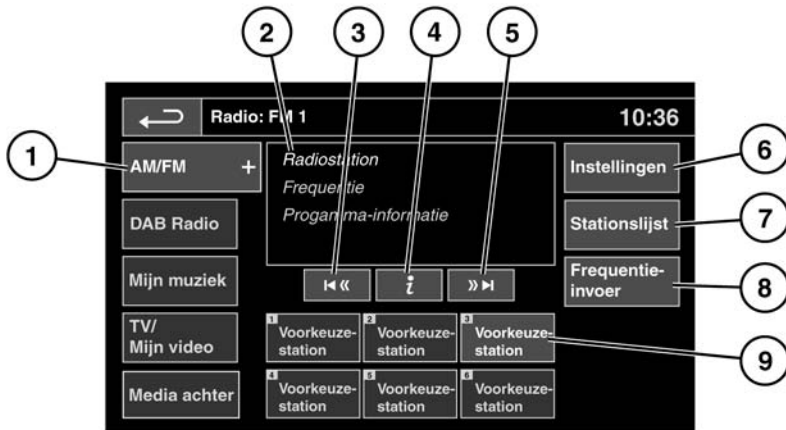 2
3
4
5
Radio: FM 1
10:36
1
AM/FM +
Radiostation
Frequentie
Progamma-informatie
Instellingen
6
DAB Radio
Stationslijst
7
Mijn muziek
i
Frequentie-
invoer
8
TV/
Mijn video
1 Voorkeuze-
station
2 Voorkeuze-
station
3 Voorkeuze-
station
9
Media achter
4 Voorkeuze-
station
5 Voorkeuze-
station
6 Voorkeuze-
station